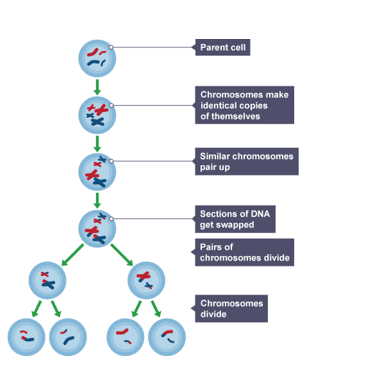 Parent cell
Chromosomes make
identical copies
of themselves
Similar chromosomes
pair up
Sections of DNA
get swapped
Pairs of
chromosomes divide
Chromosomes
divide